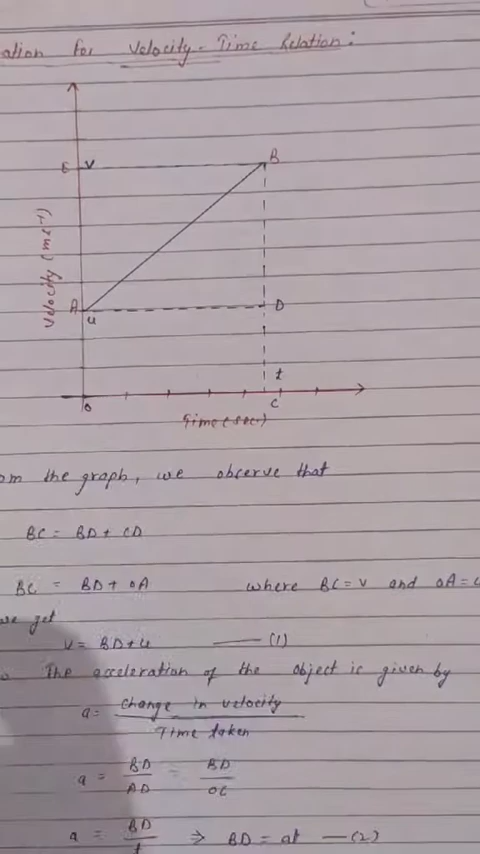 ation for Velocity-Time Relation:
E V B
Velocity (ms⁻¹)
A u D
t
0 C
Time (sec.)
om the graph, we observe that
BC = BD + CD
BC = BD + OA where BC = v and OA = u
we get
v = BD + u —— (1)
The acceleration of the object is given by
a = Change in velocity
Time taken
a = BD/AD = BD/OC
a = BD/t ⇒ BD = at —(2)